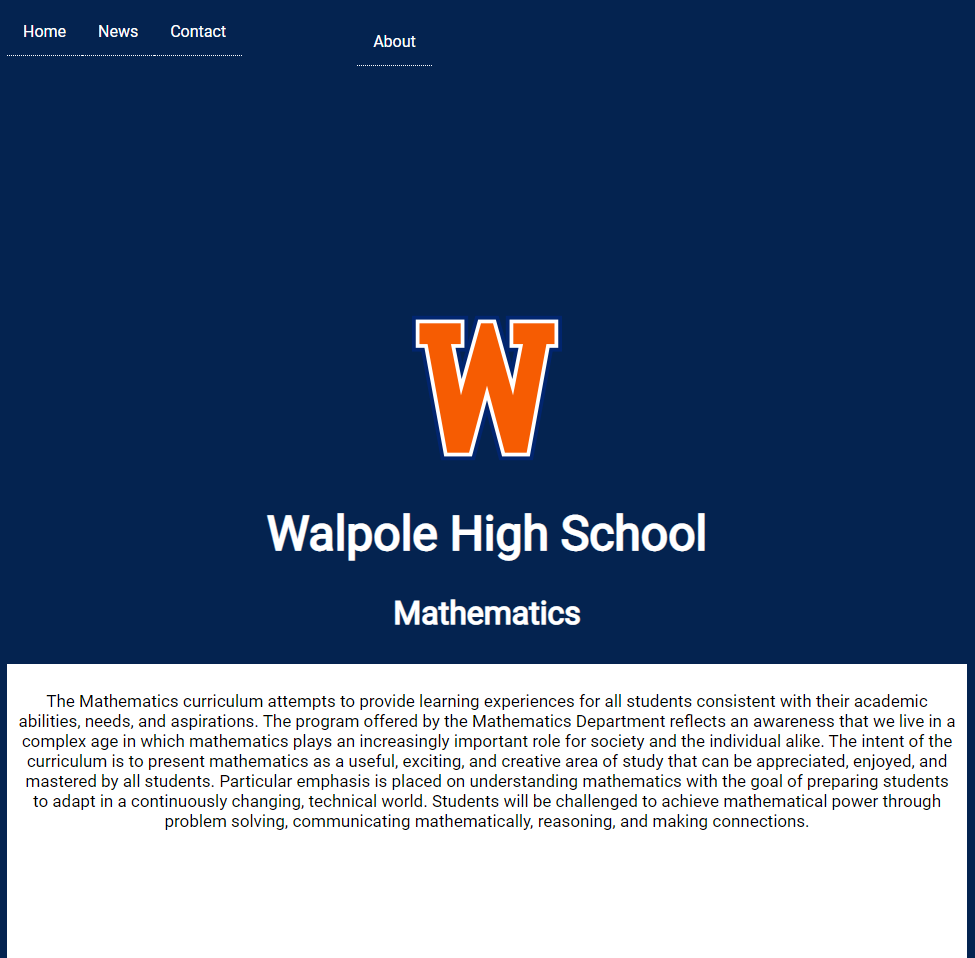 Home News Contact About
W
Walpole High School
Mathematics
The Mathematics curriculum attempts to provide learning experiences for all students consistent with their academic
abilities, needs, and aspirations. The program offered by the Mathematics Department reflects an awareness that we live in a
complex age in which mathematics plays an increasingly important role for society and the individual alike. The intent of the
curriculum is to present mathematics as a useful, exciting, and creative area of study that can be appreciated, enjoyed, and
mastered by all students. Particular emphasis is placed on understanding mathematics with the goal of preparing students
to adapt in a continuously changing, technical world. Students will be challenged to achieve mathematical power through
problem solving, communicating mathematically, reasoning, and making connections.